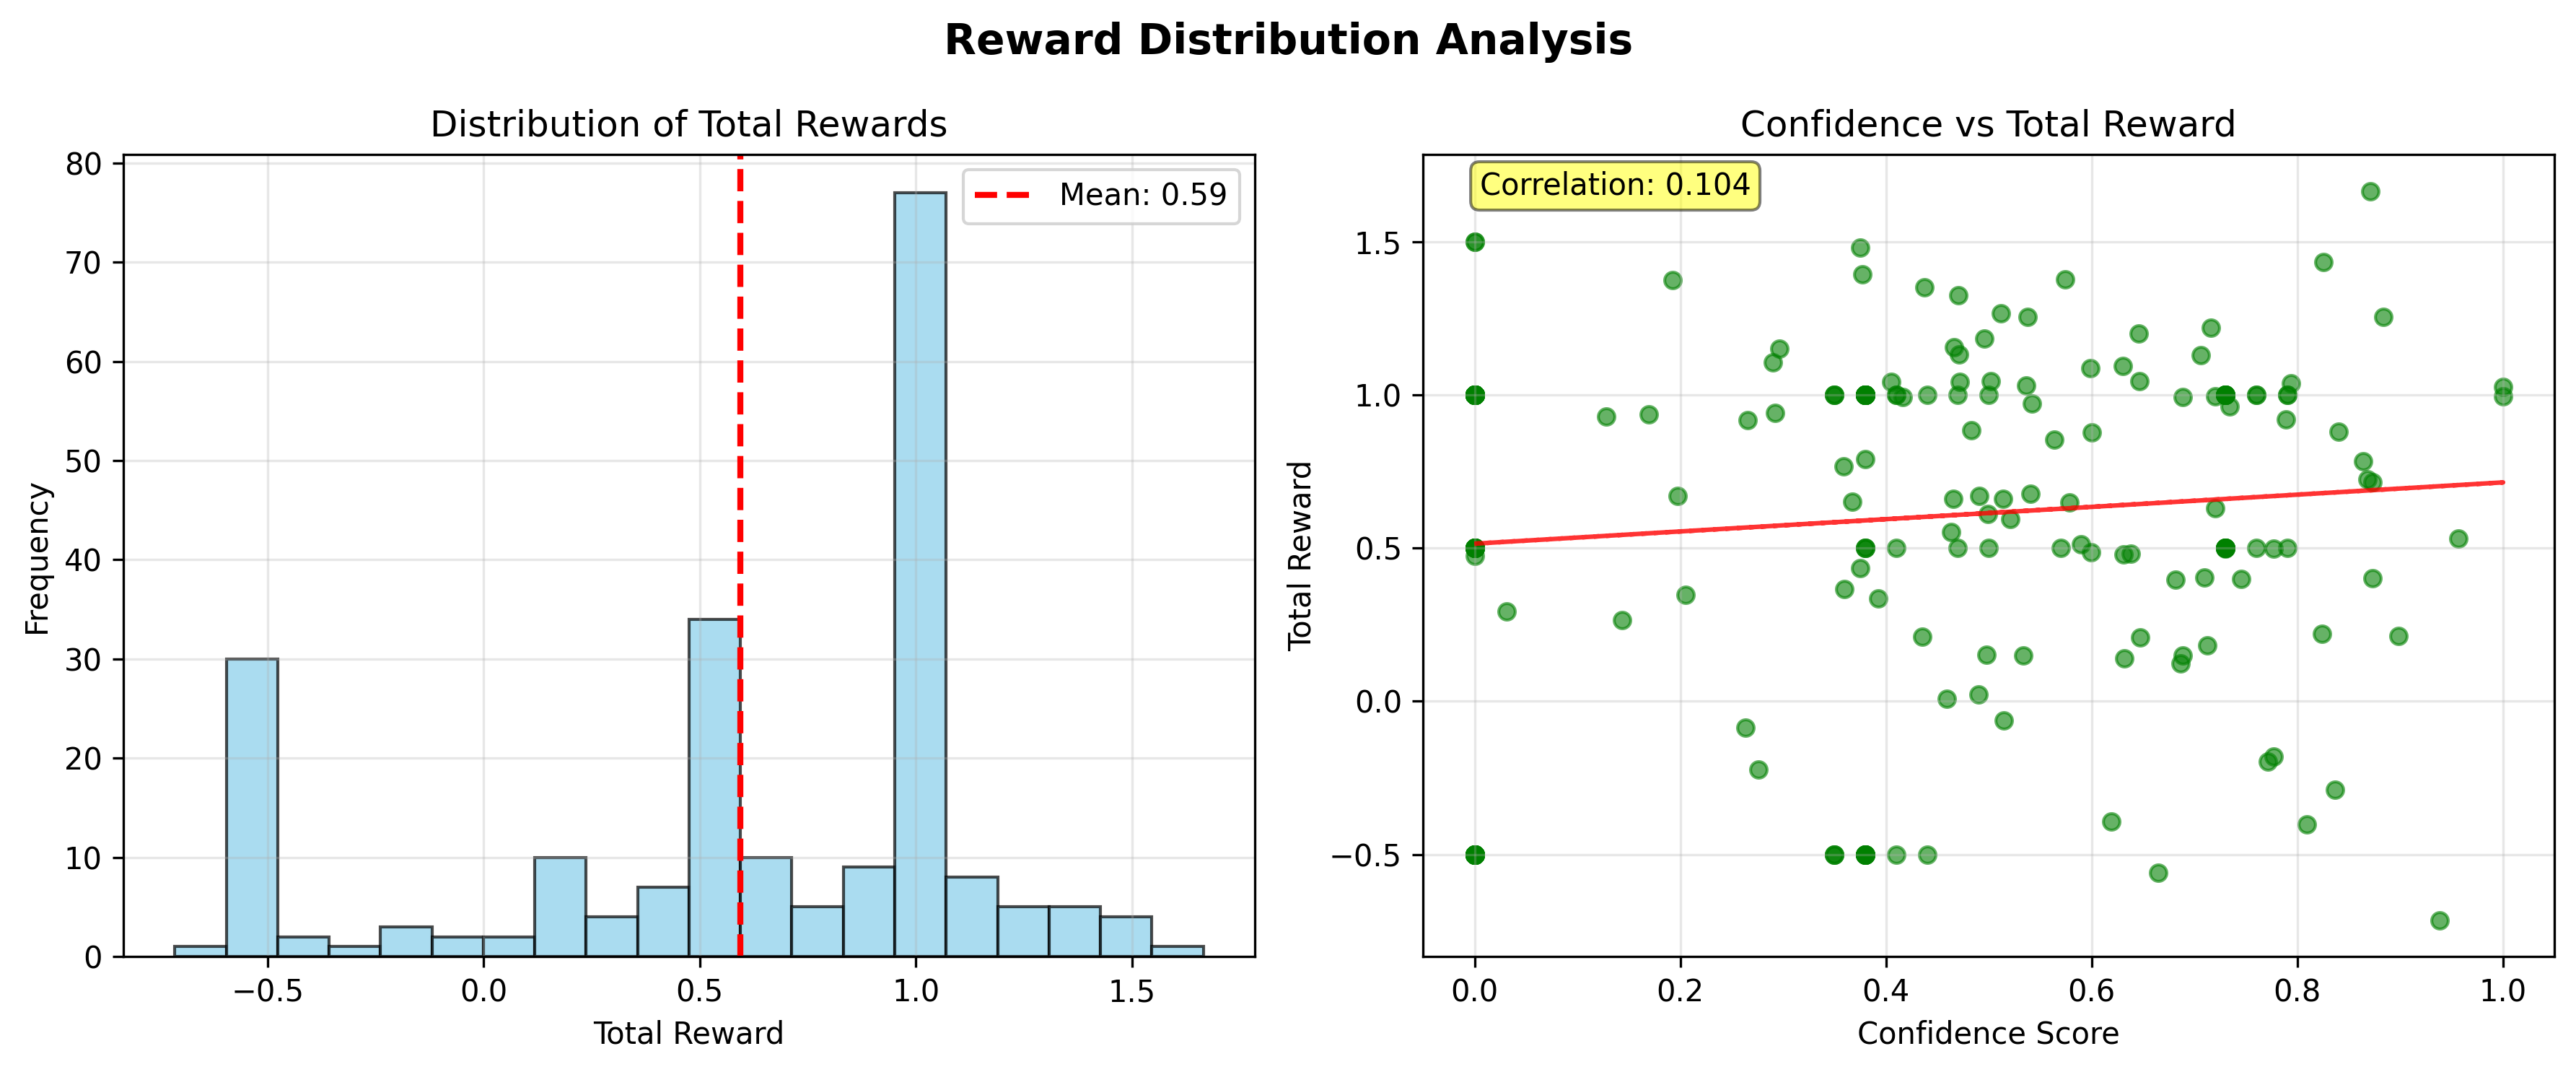 Reward Distribution Analysis
Distribution of Total Rewards
Mean: 0.59
80
70
60
50
40
30
20
10
0
Frequency
−0.5 0.0 0.5 1.0 1.5
Total Reward
Confidence vs Total Reward
Correlation: 0.104
1.5
1.0
0.5
0.0
−0.5
Total Reward
0.0 0.2 0.4 0.6 0.8 1.0
Confidence Score